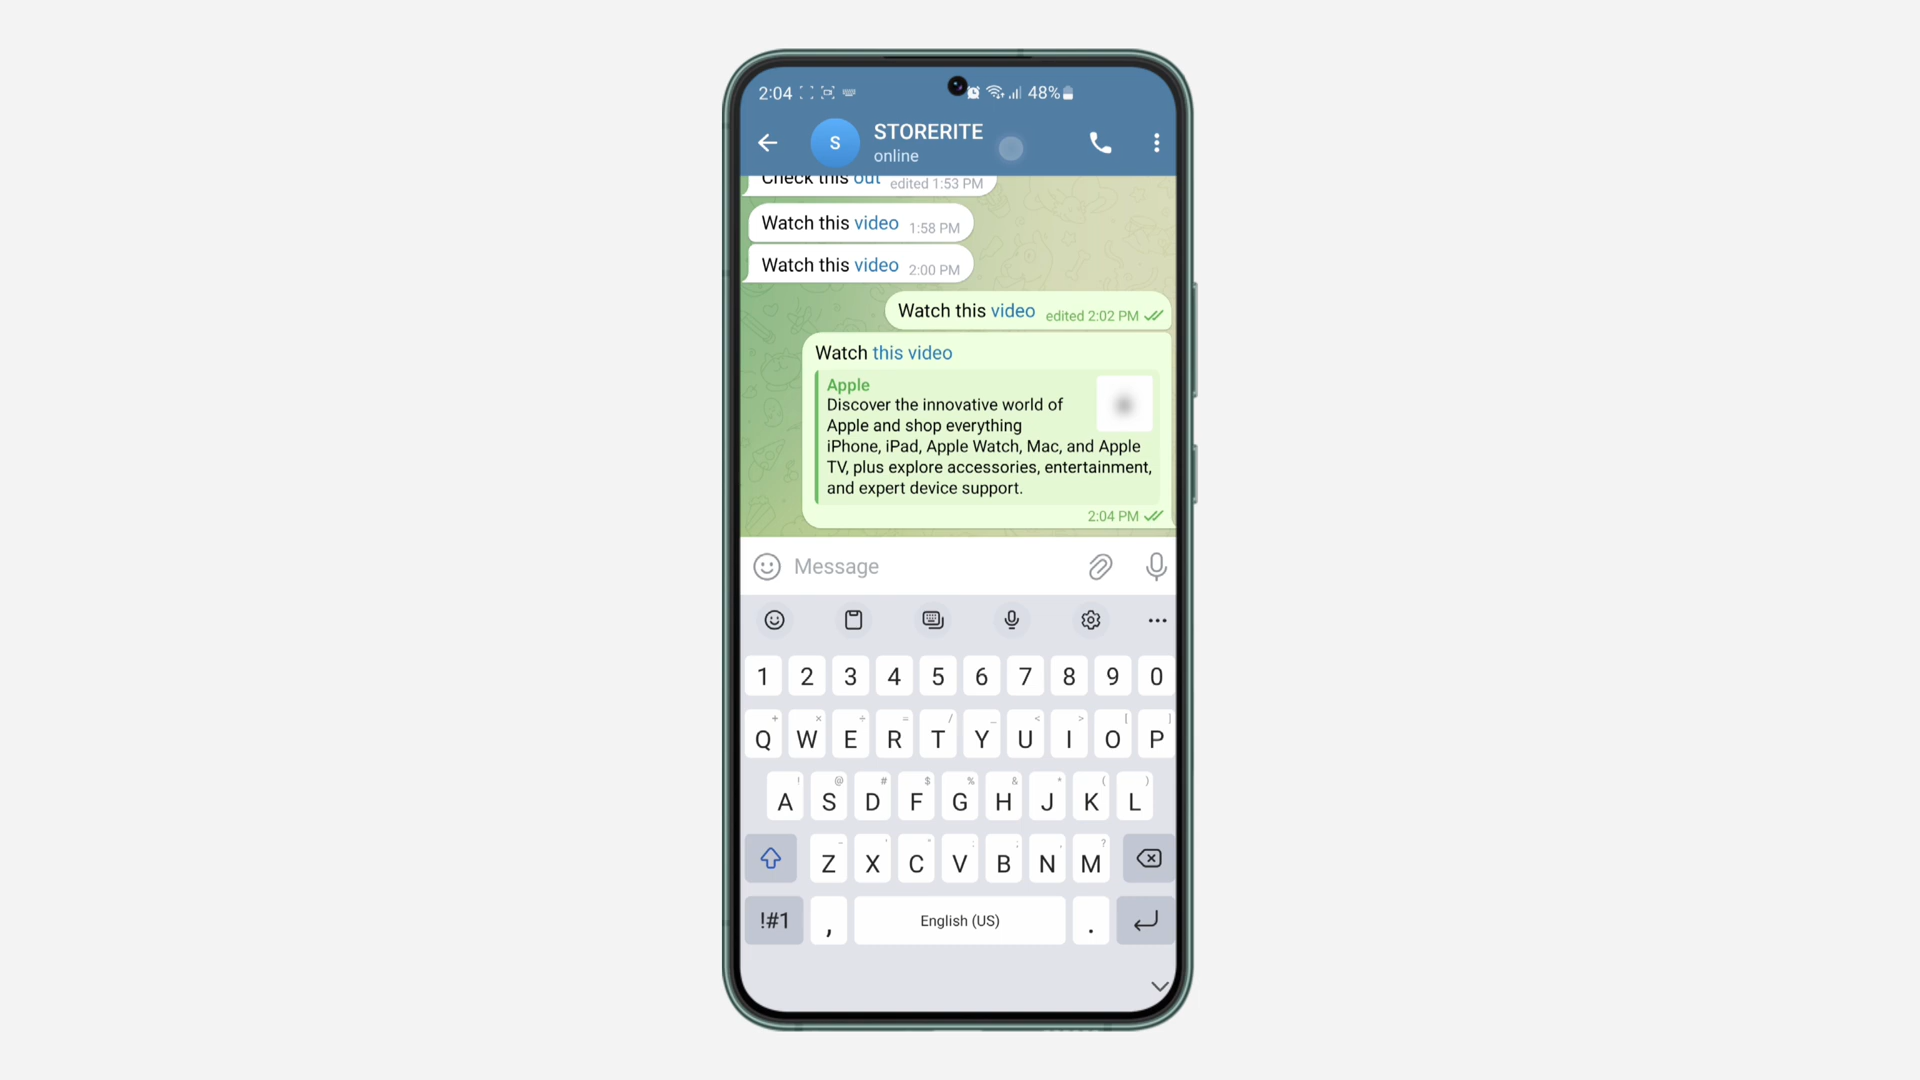 2:04 48%
S STORERITE
online
Check this out edited 1:53 PM
Watch this video 1:58 PM
Watch this video 2:00 PM
Watch this video edited 2:02 PM
Watch this video
Apple
Discover the innovative world of
Apple and shop everything
iPhone, iPad, Apple Watch, Mac, and Apple
TV, plus explore accessories, entertainment,
and expert device support.
2:04 PM
Message
1 2 3 4 5 6 7 8 9 0
+ × ÷ = / _ < > [ ]
Q W E R T Y U I O P
! @ # $ % & * ( )
A S D F G H J K L
- ' " : ; , ?
Z X C V B N M
!#1 , English (US) .